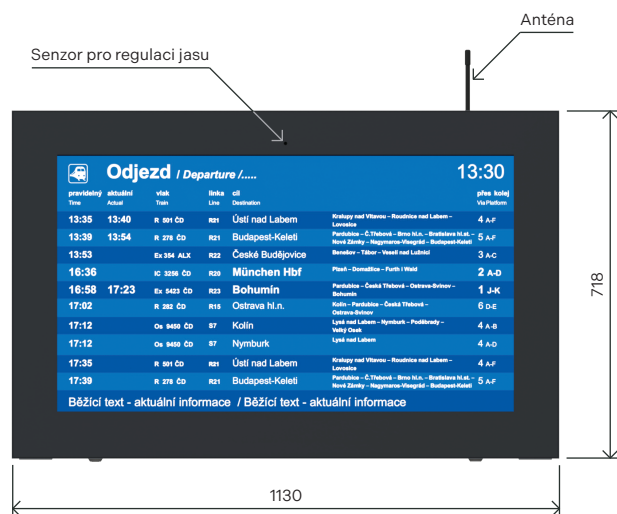 Anténa
Senzor pro regulaci jasu
Odjezd / Departure /..... 13:30
pravidelný aktuální vlak linka cíl přes kolej
Time Actual Train Line Destination Via Platform
13:35 13:40 R 501 ČD R21 Ústí nad Labem Kralupy nad Vltavou – Roudnice nad Labem – 4 A-F
Lovosice
13:39 13:54 R 278 ČD R21 Budapest-Keleti Pardubice – Č.Třebová – Brno hl.n. – Bratislava hl.st. – 5 A-F
Nové Zámky – Nagymaros-Visegrád – Budapest-Keleti
13:53 Ex 354 ALX R22 České Budějovice Benešov – Tábor – Veselí nad Lužnicí 3 A-C
16:36 IC 3256 ČD R20 München Hbf Plzeň – Domažlice – Furth i Wald 2 A-D
16:58 17:23 Ex 5423 ČD R23 Bohumín Pardubice – Česká Třebová – Ostrava-Svinov – 1 J-K
Bohumín
17:02 R 282 ČD R15 Ostrava hl.n. Kolín – Pardubice – Česká Třebová – 6 D-E
Ostrava-Svinov
17:12 Os 9450 ČD S7 Kolín Lysá nad Labem – Nymburk – Poděbrady – 4 A-B
Velký Osek
17:12 Os 9450 ČD S7 Nymburk Lysá nad Labem 4 A-D
17:35 R 501 ČD R21 Ústí nad Labem Kralupy nad Vltavou – Roudnice nad Labem – 4 A-F
Lovosice
17:39 R 278 ČD R21 Budapest-Keleti Pardubice – Č.Třebová – Brno hl.n. – Bratislava hl.st. – 5 A-F
Nové Zámky – Nagymaros-Visegrád – Budapest-Keleti
Běžící text - aktuální informace / Běžící text - aktuální informace
718
1130